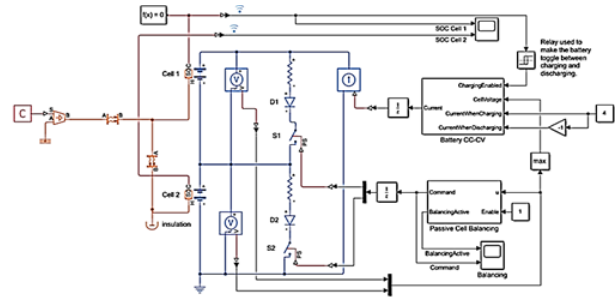 f(x) = 0
SOC Cell 1
SOC Cell 2
Relay used to
make the battery
toggle between
charging and
discharging.
Cell 1
V
D1
S1
PS
ChargingEnabled
CellVoltage
CurrentWhenCharging
CurrentWhenDischarging
Current
Battery CC-CV
4
-1
max
C
S
B
A
B
A
B
Cell 2
insulation
V
D2
S2
PS
Command
BalancingActive
u
Enable
Passive Cell Balancing
1
BalancingActive
Command
Balancing